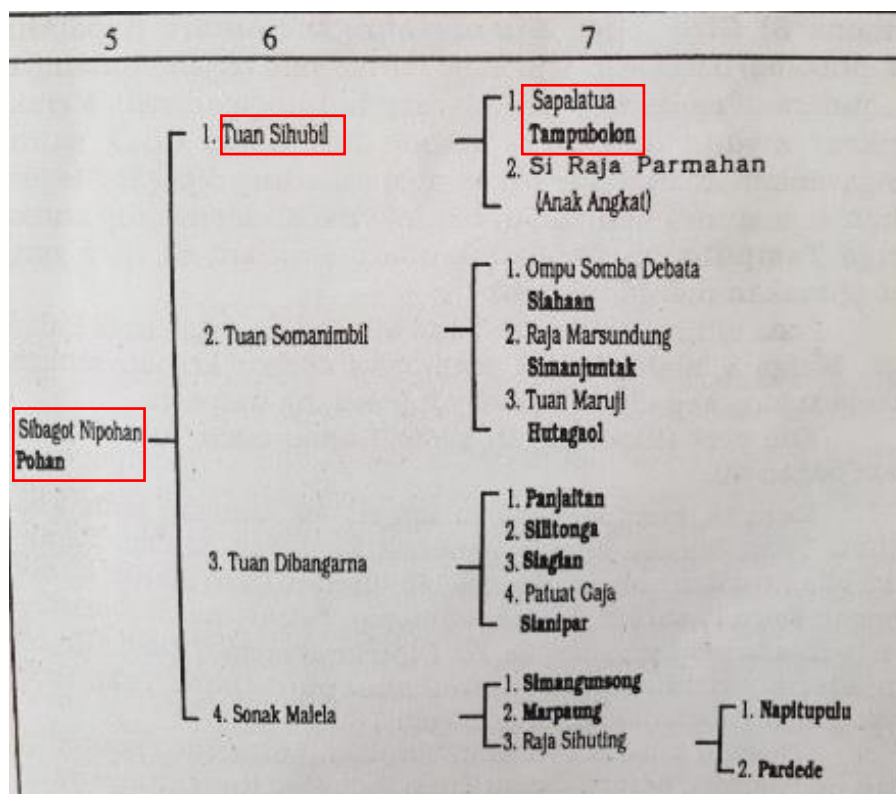 5 6 7
Sibagot Nipohan
Pohan
1. Tuan Sihubil
1. Sapalatua
Tampubolon
2. Si Raja Parmahan
(Anak Angkat)
2. Tuan Somanimbil
1. Ompu Somba Debata
Siahaan
2. Raja Marsundung
Simanjuntak
3. Tuan Maruji
Hutagaol
3. Tuan Dibangarna
1. Panjaitan
2. Silitonga
3. Siagian
4. Patuat Gaja
Sianipar
4. Sonak Malela
1. Simangunsong
2. Marpaung
3. Raja Sihuting
1. Napitupulu
2. Pardede